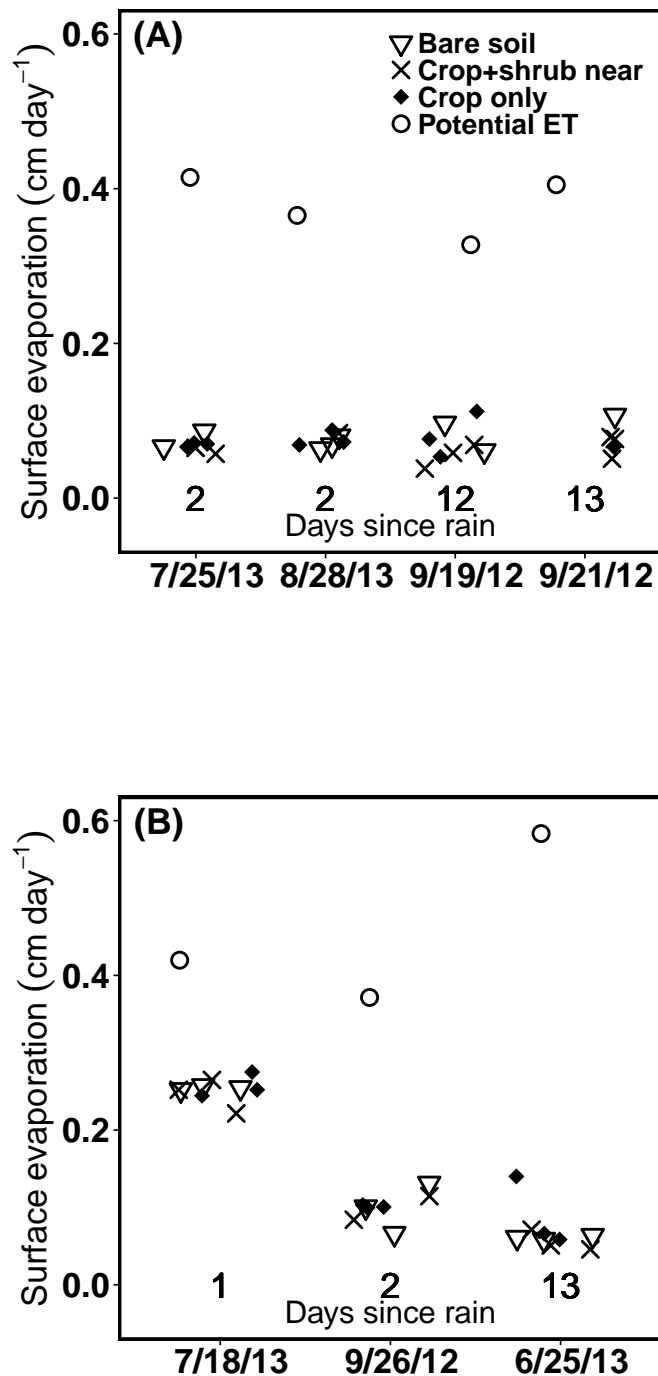 (A)
Bare soil
Crop+shrub near
Crop only
Potential ET
Surface evaporation (cm day⁻¹)
0.6
0.4
0.2
0.0
2 2 12 13
Days since rain
7/25/13 8/28/13 9/19/12 9/21/12
(B)
Surface evaporation (cm day⁻¹)
0.6
0.4
0.2
0.0
1 2 13
Days since rain
7/18/13 9/26/12 6/25/13